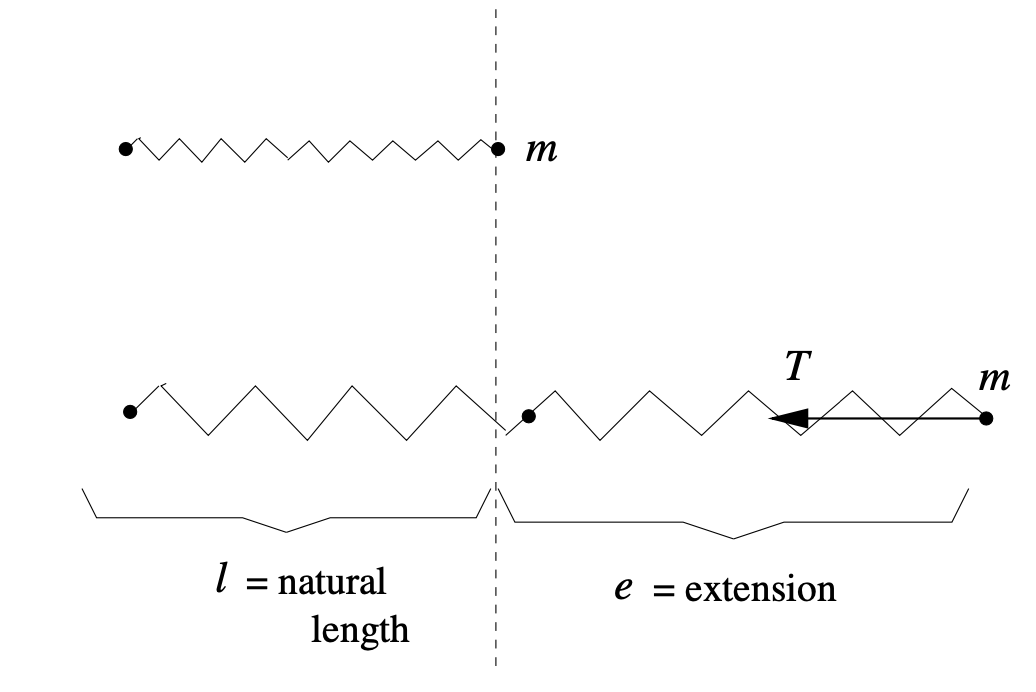 m
T
m
l = natural
length
e = extension